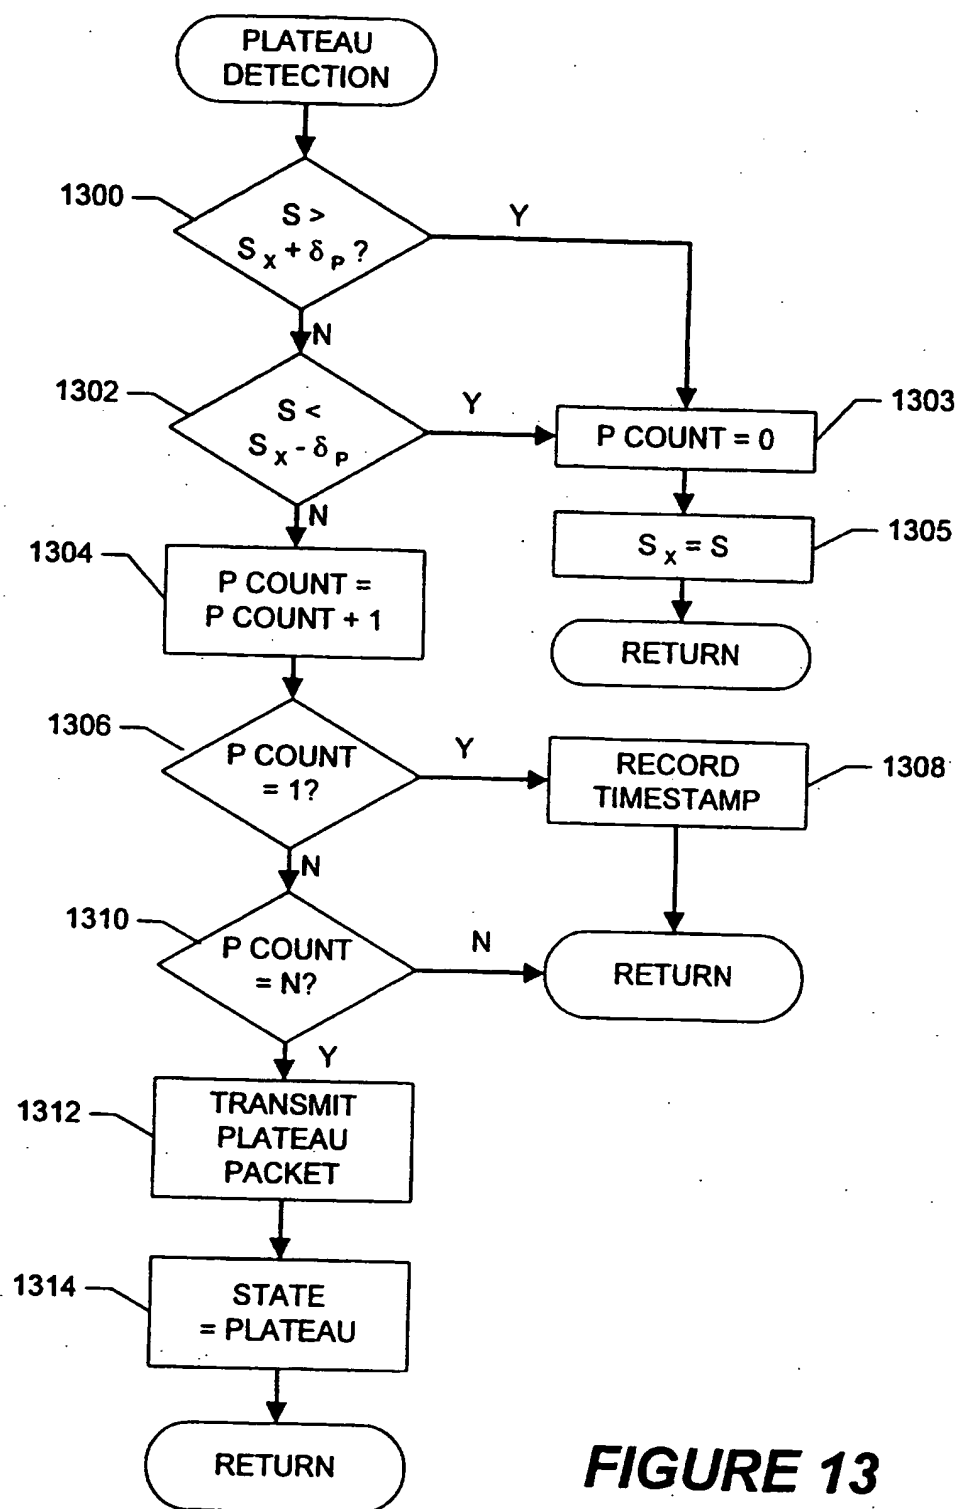 PLATEAU
DETECTION
1300
S >
S X + δ P ?
Y
N
1302
S <
S X - δ P
Y
1303
P COUNT = 0
N
1304
P COUNT =
P COUNT + 1
S X = S
1305
RETURN
1306
P COUNT
= 1?
Y
RECORD
TIMESTAMP
1308
N
1310
P COUNT
= N?
N
RETURN
Y
1312
TRANSMIT
PLATEAU
PACKET
1314
STATE
= PLATEAU
RETURN
FIGURE 13